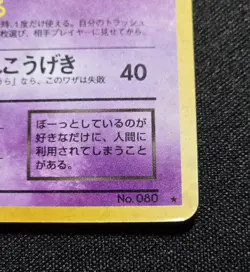 時、1度だけ使える。自分のトラッシュ
枚選び、相手プレイヤーに見せてから、
こうげき 40
」なら、このワザは失敗
ぼーっとしているのが
好きなだけに、人間に
利用されてしまうことが
ある。
No. 080 ★